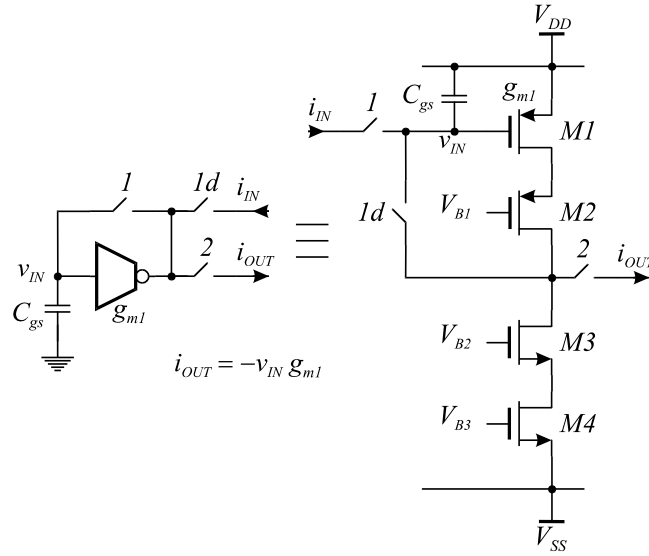 V_DD
g_m1
C_gs
i_IN
1
v_IN
M1
1d
V_B1
M2
2
i_OUT
V_B2
M3
V_B3
M4
V_SS
1
1d
i_IN
2
i_OUT
v_IN
C_gs
g_m1
i_OUT = -v_IN g_m1